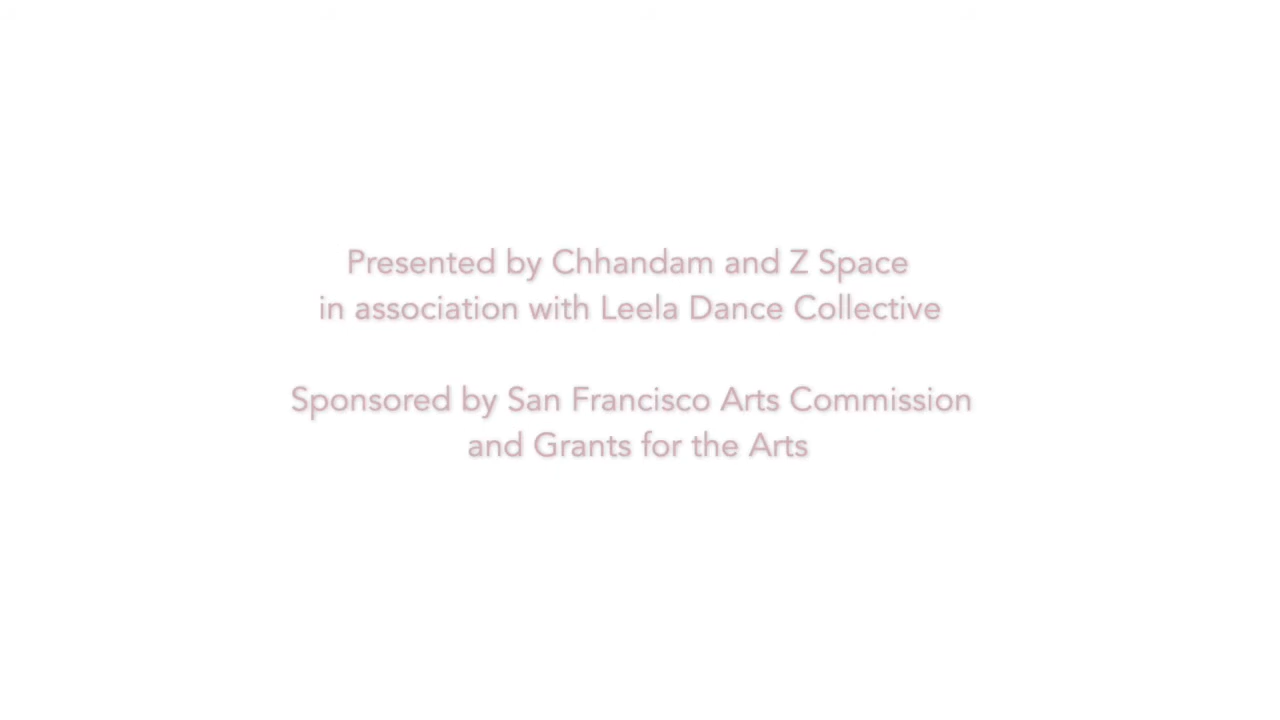 Presented by Chhandam and Z Space
in association with Leela Dance Collective
Sponsored by San Francisco Arts Commission
and Grants for the Arts